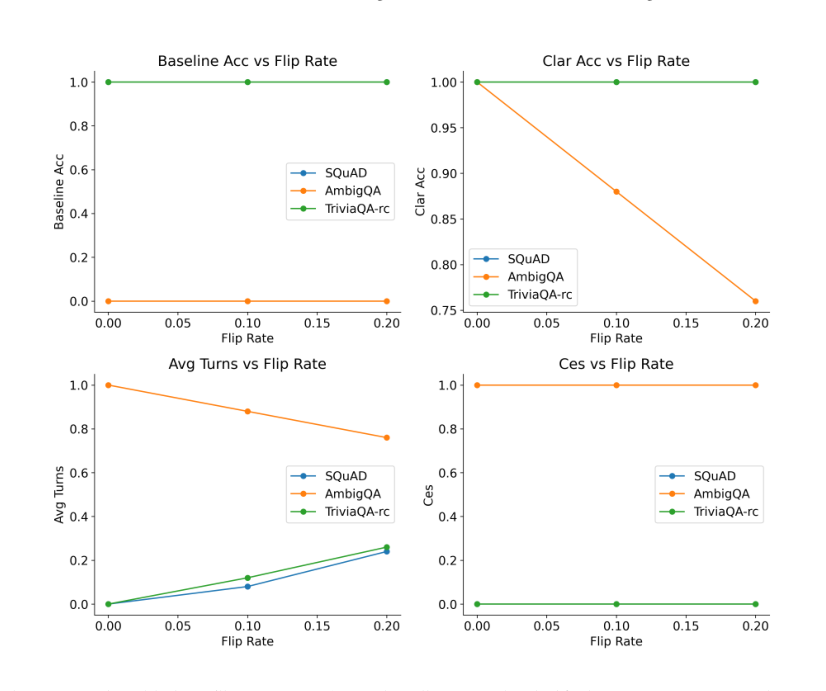 Baseline Acc vs Flip Rate
1.0
0.8
0.6
0.4
0.2
0.0
Baseline Acc
SQuAD
AmbigQA
TriviaQA-rc
0.00 0.05 0.10 0.15 0.20
Flip Rate
Clar Acc vs Flip Rate
1.00
0.95
0.90
0.85
0.80
0.75
Clar Acc
SQuAD
AmbigQA
TriviaQA-rc
0.00 0.05 0.10 0.15 0.20
Flip Rate
Avg Turns vs Flip Rate
1.0
0.8
0.6
0.4
0.2
0.0
Avg Turns
SQuAD
AmbigQA
TriviaQA-rc
0.00 0.05 0.10 0.15 0.20
Flip Rate
Ces vs Flip Rate
1.0
0.8
0.6
0.4
0.2
0.0
Ces
SQuAD
AmbigQA
TriviaQA-rc
0.00 0.05 0.10 0.15 0.20
Flip Rate